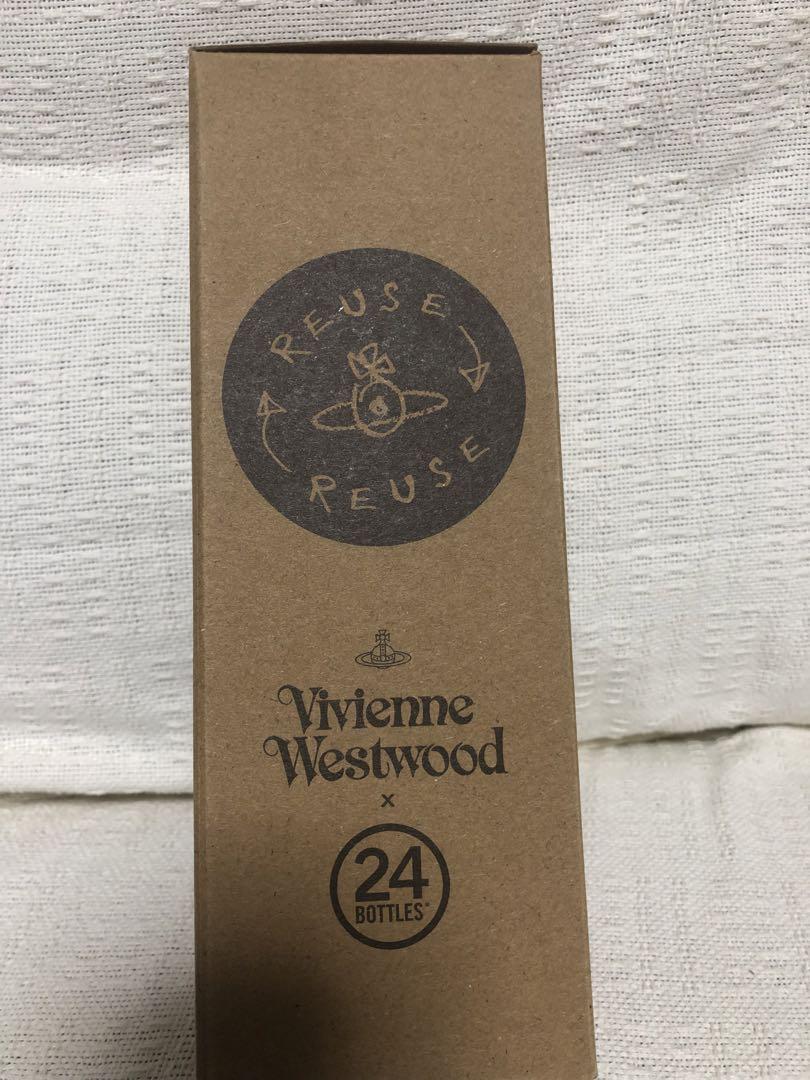 REUSE
REUSE
Vivienne
Westwood
x
24
BOTTLES®